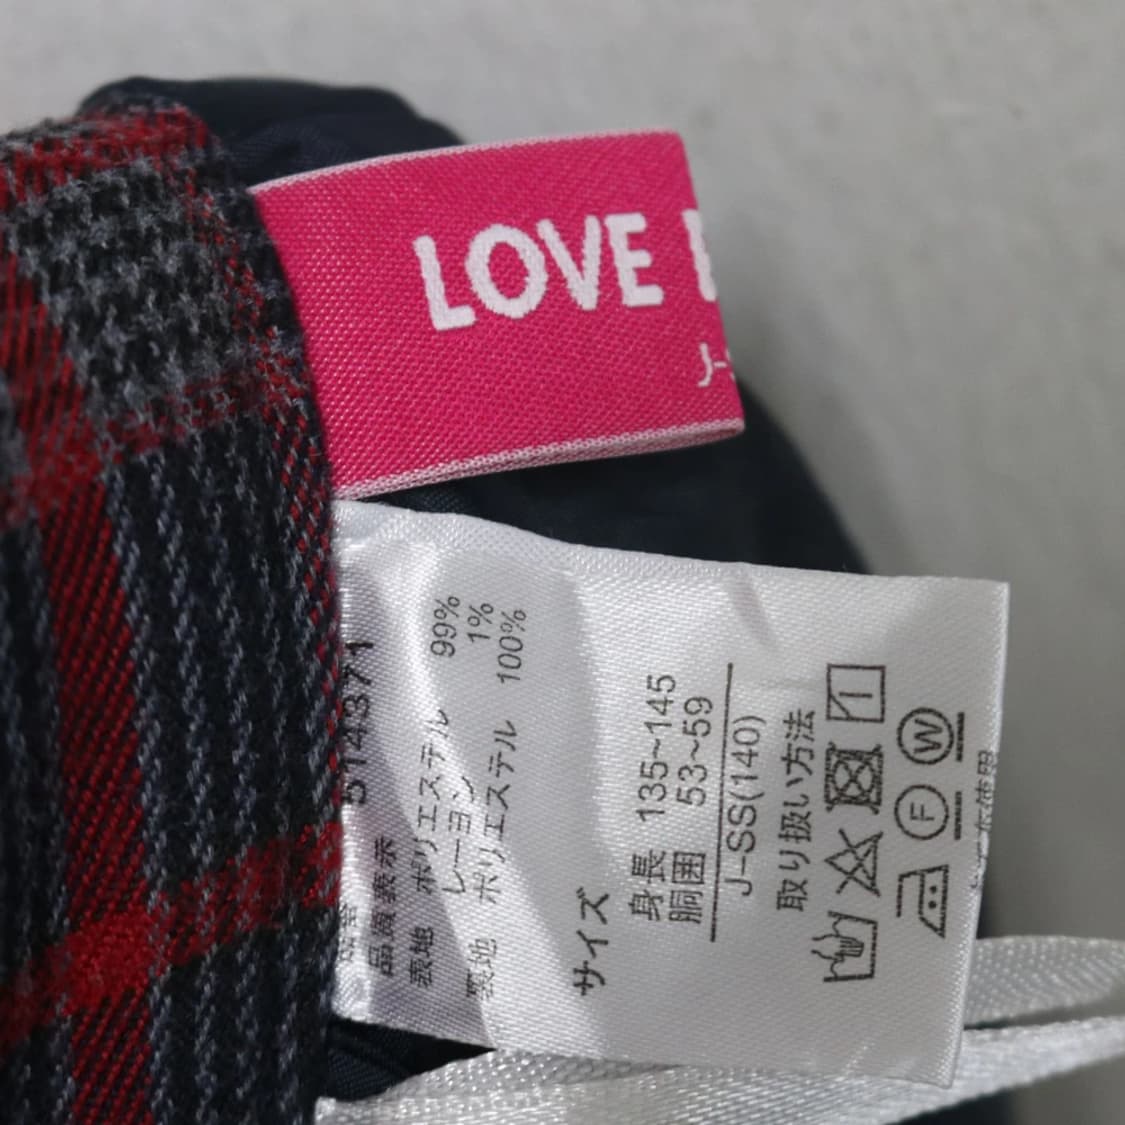 LOVE
J-
514371
品質表示
表地 ポリエステル 99%
レーヨン 1%
裏地 ポリエステル 100%
サイズ
身長 135~145
胴囲 53~59
J-SS(140)
取り扱い方法
F W